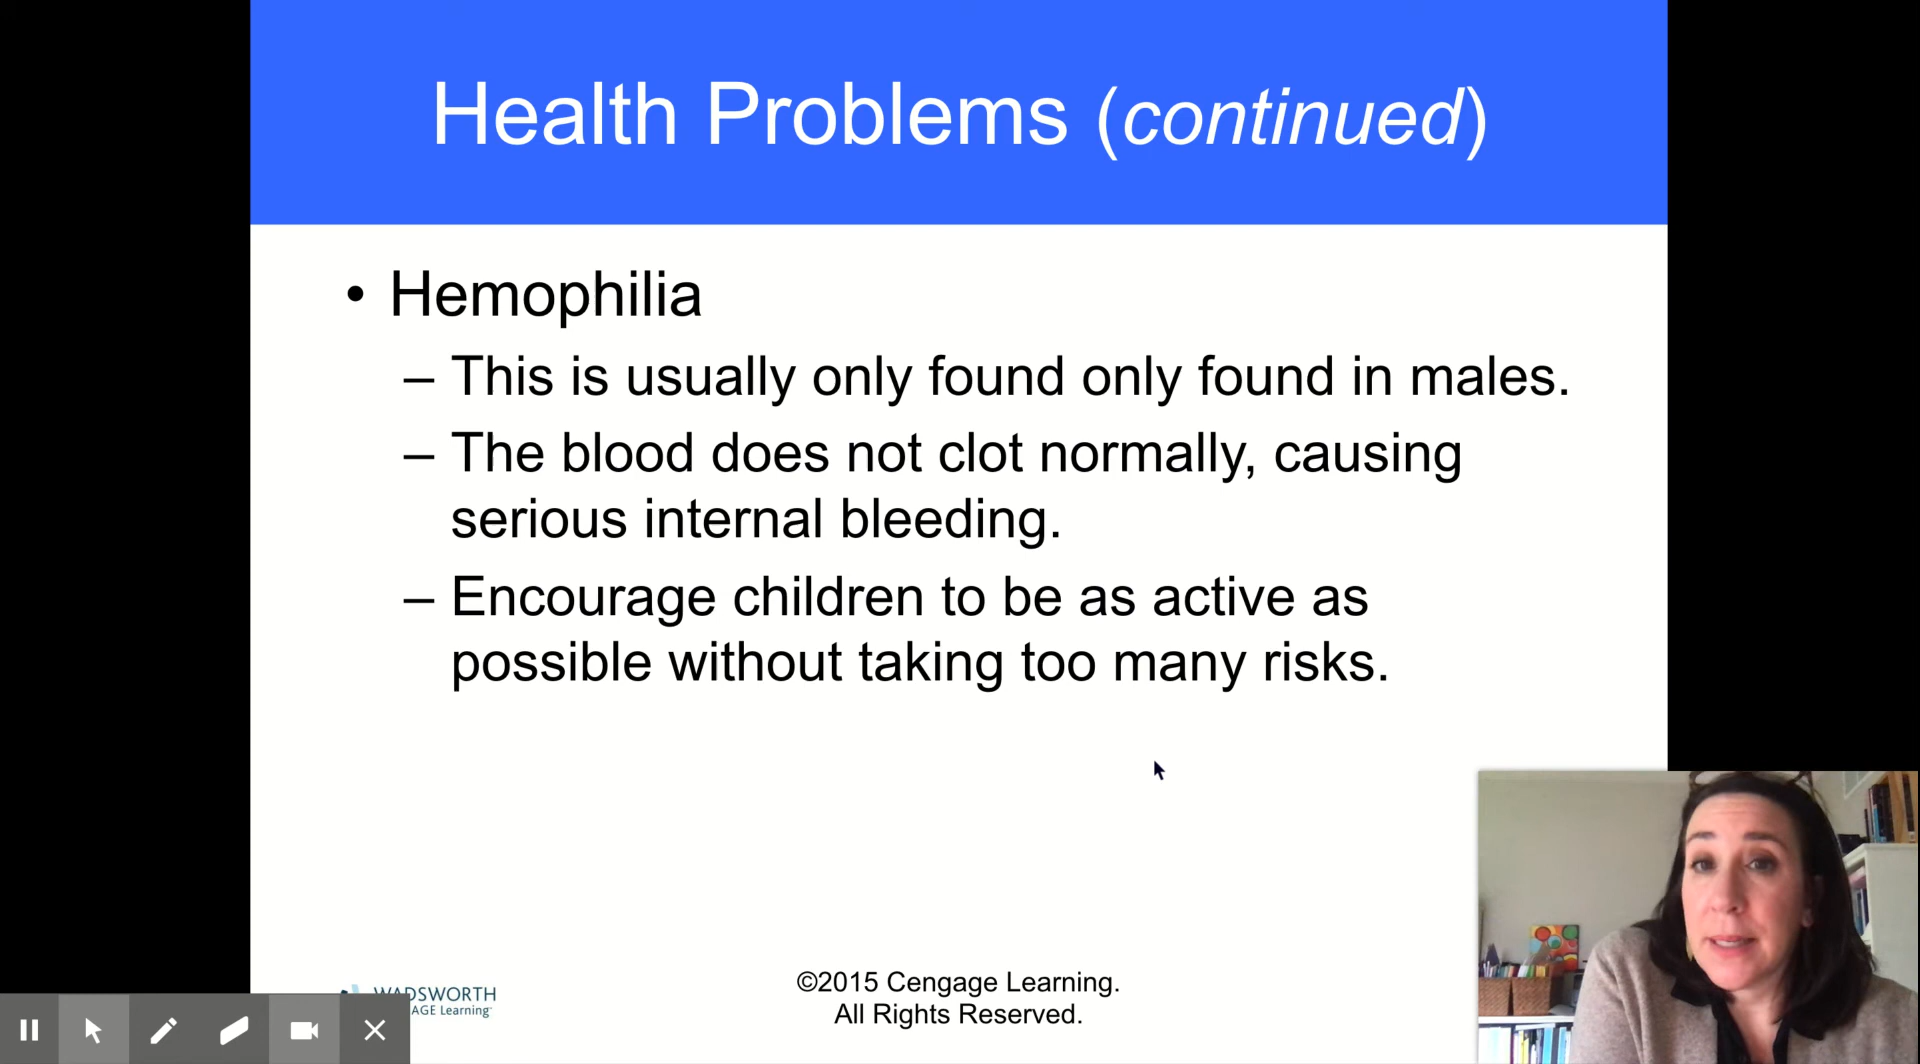 Health Problems (continued)
• Hemophilia
– This is usually only found only found in males.
– The blood does not clot normally, causing
serious internal bleeding.
– Encourage children to be as active as
possible without taking too many risks.
WADSWORTH
AGE Learning
©2015 Cengage Learning.
All Rights Reserved.